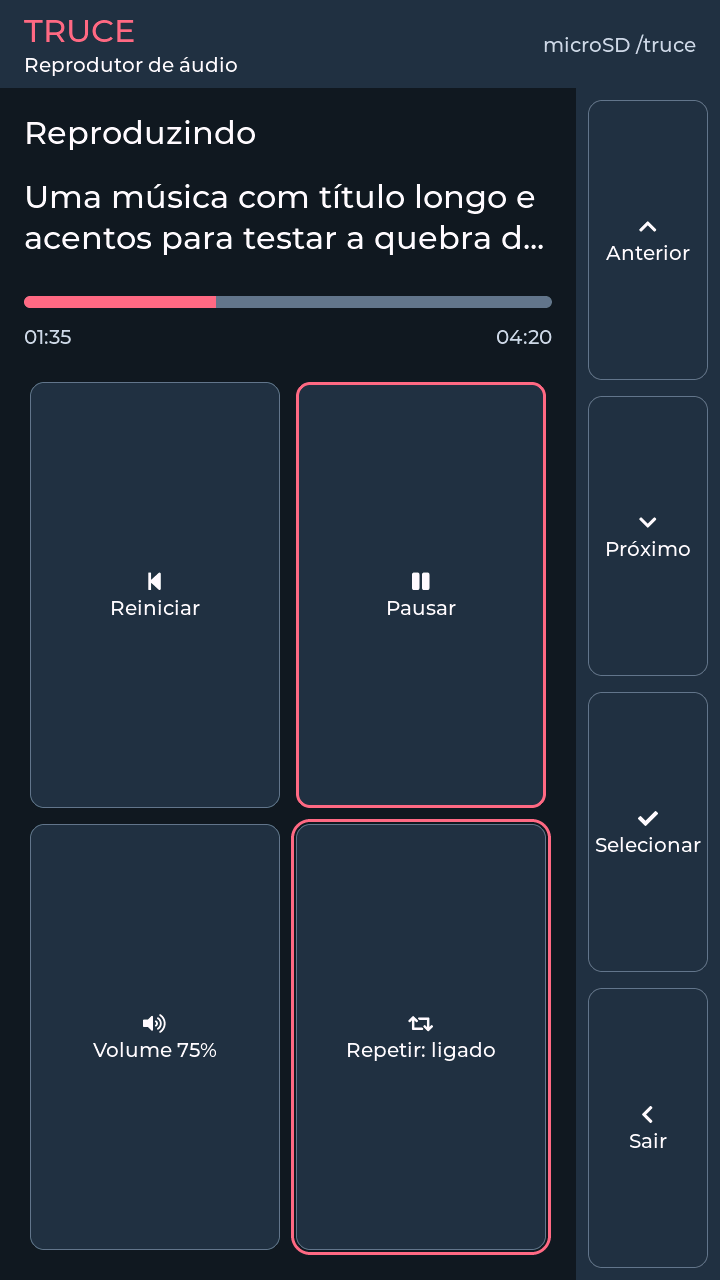 TRUCE
Reprodutor de áudio
microSD /truce
Reproduzindo
Uma música com título longo e
acentos para testar a quebra d...
01:35
04:20
Reiniciar
Pausar
Volume 75%
Repetir: ligado
Anterior
Próximo
Selecionar
Sair